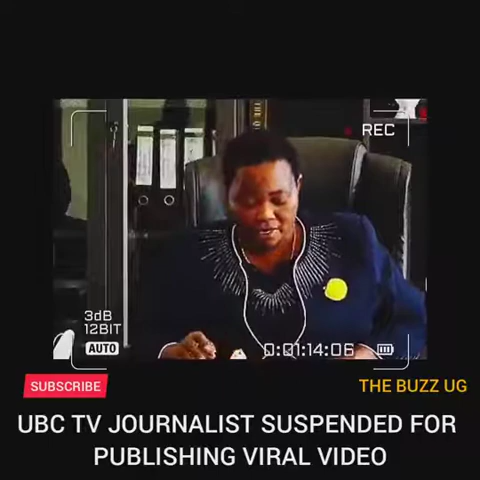 THE O
REC
3dB
12BIT
AUTO
0:01:14:06
SUBSCRIBE
THE BUZZ UG
UBC TV JOURNALIST SUSPENDED FOR
PUBLISHING VIRAL VIDEO